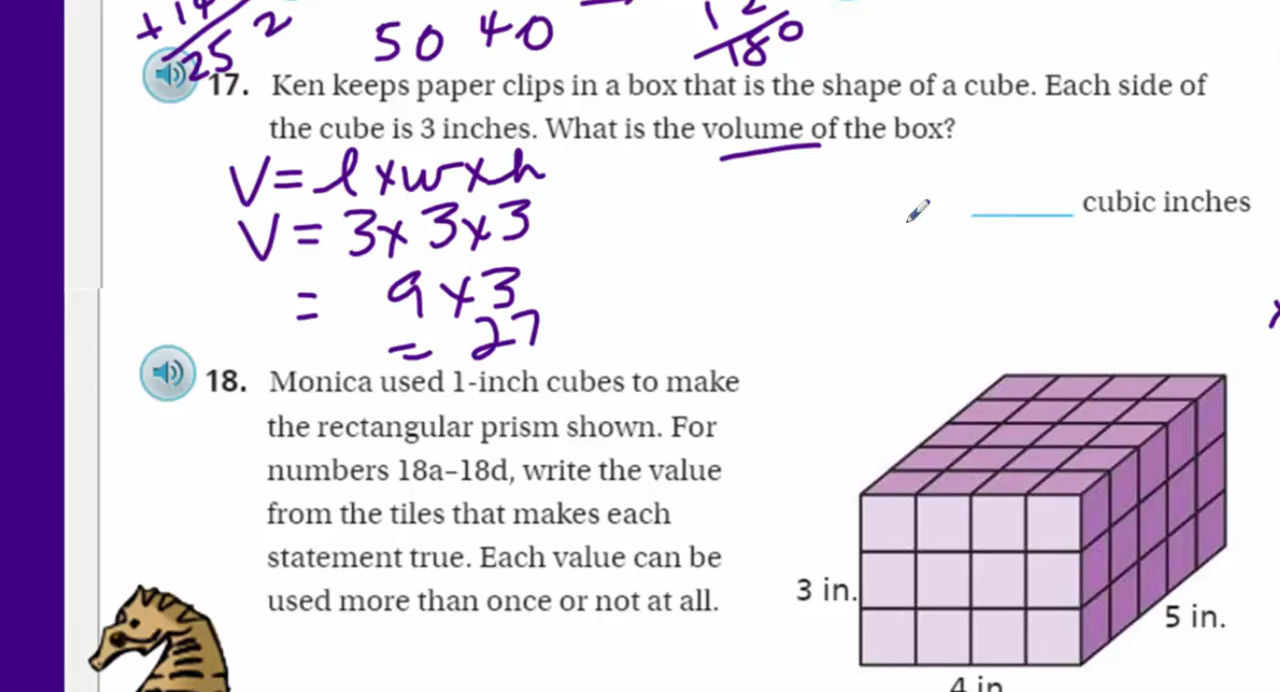 25 2
50 40
180
17. Ken keeps paper clips in a box that is the shape of a cube. Each side of
the cube is 3 inches. What is the volume of the box?
V = l x w x h
V = 3 x 3 x 3
= 9 x 3
= 27
cubic inches
18. Monica used 1-inch cubes to make
the rectangular prism shown. For
numbers 18a–18d, write the value
from the tiles that makes each
statement true. Each value can be
used more than once or not at all.
3 in.
5 in.
4 in